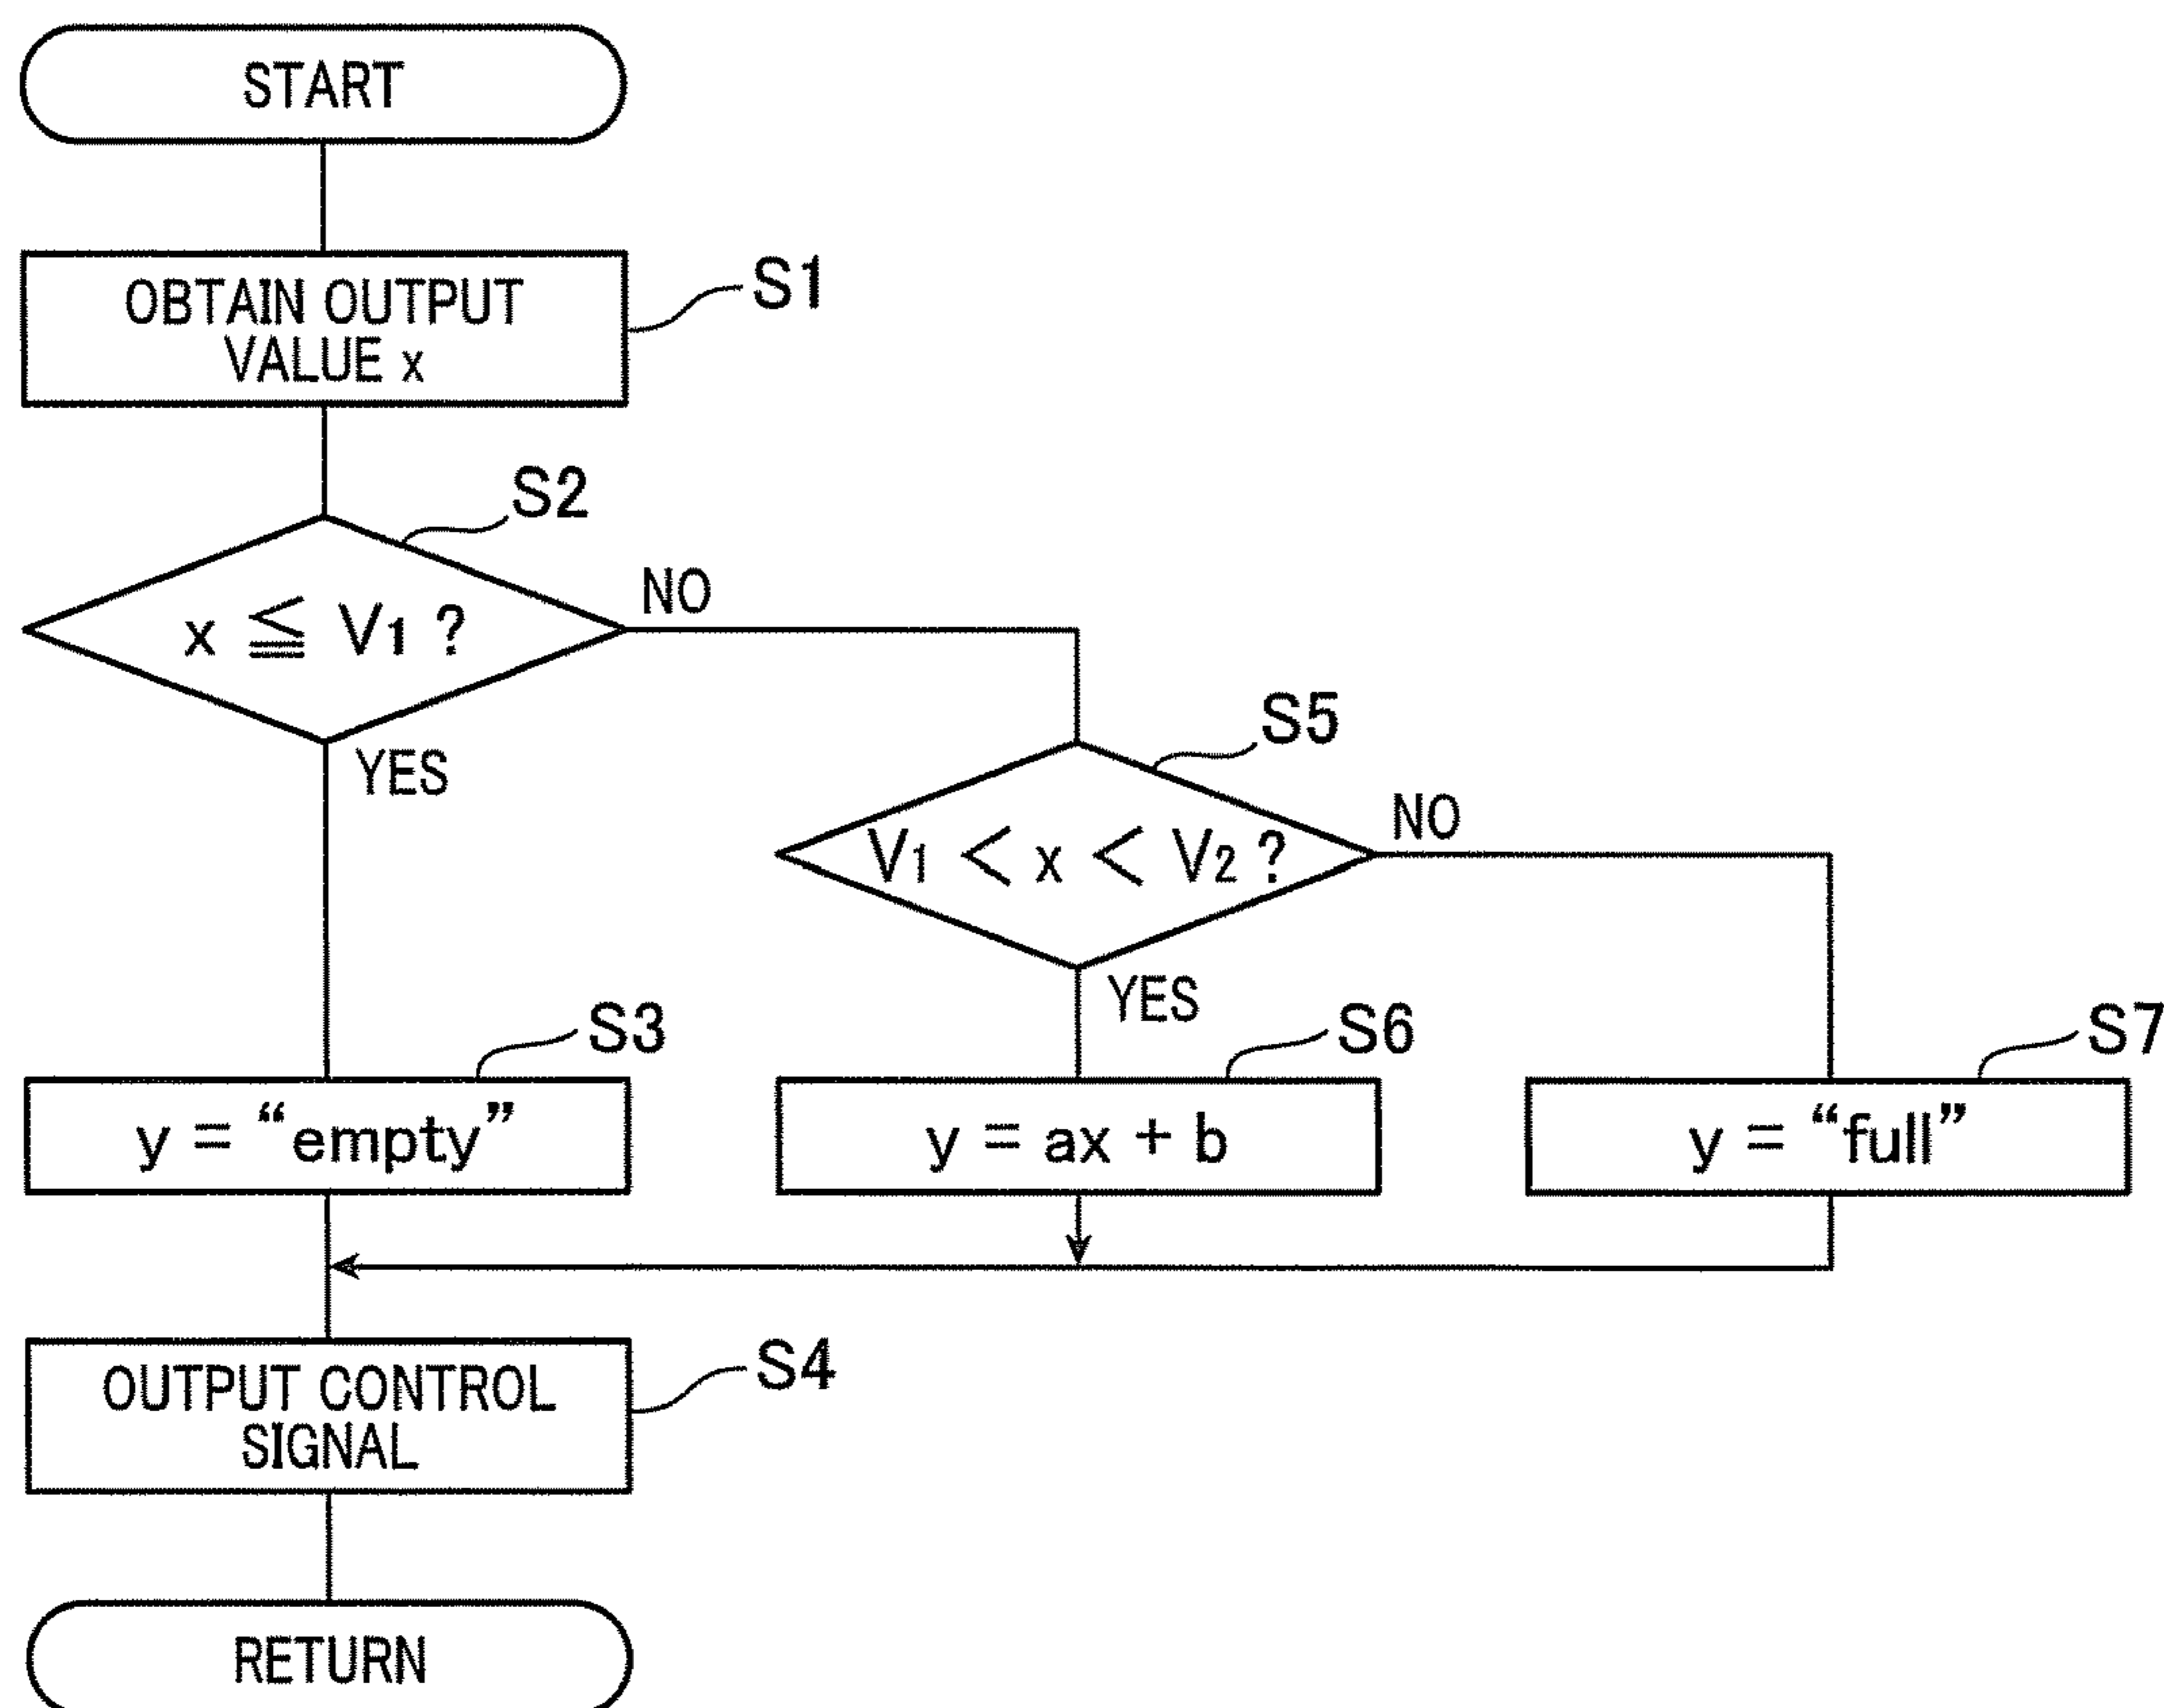 START
OBTAIN OUTPUT
VALUE x
S1
S2
x ≦ V1 ?
NO
YES
S5
V1 < x < V2 ?
NO
YES
S3
y = “empty”
S6
y = ax + b
S7
y = “full”
OUTPUT CONTROL
SIGNAL
S4
RETURN